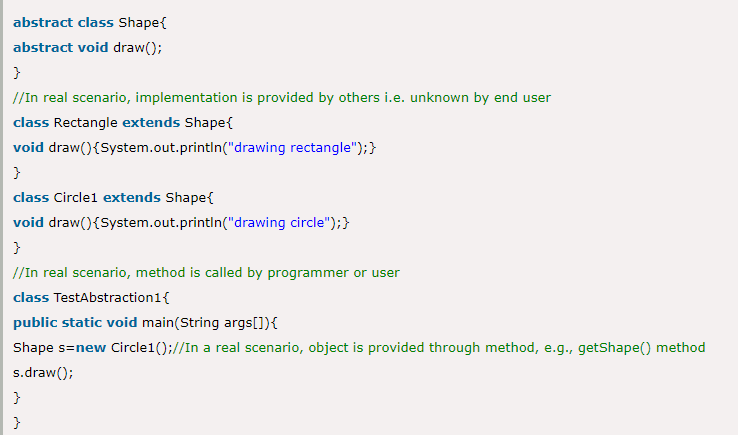 abstract class Shape{
abstract void draw();
}
//In real scenario, implementation is provided by others i.e. unknown by end user
class Rectangle extends Shape{
void draw(){System.out.println("drawing rectangle");}
}
class Circle1 extends Shape{
void draw(){System.out.println("drawing circle");}
}
//In real scenario, method is called by programmer or user
class TestAbstraction1{
public static void main(String args[]){
Shape s=new Circle1();//In a real scenario, object is provided through method, e.g., getShape() method
s.draw();
}
}